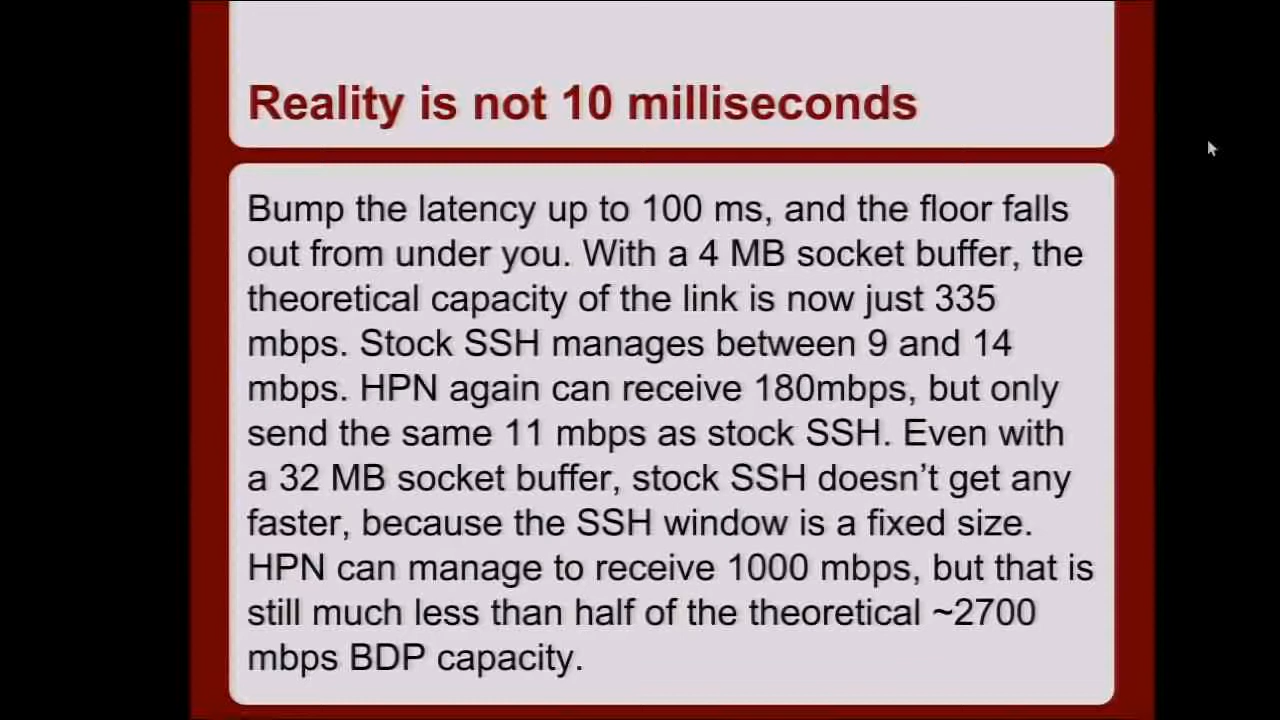 Reality is not 10 milliseconds
Bump the latency up to 100 ms, and the floor falls
out from under you. With a 4 MB socket buffer, the
theoretical capacity of the link is now just 335
mbps. Stock SSH manages between 9 and 14
mbps. HPN again can receive 180mbps, but only
send the same 11 mbps as stock SSH. Even with
a 32 MB socket buffer, stock SSH doesn’t get any
faster, because the SSH window is a fixed size.
HPN can manage to receive 1000 mbps, but that is
still much less than half of the theoretical ~2700
mbps BDP capacity.